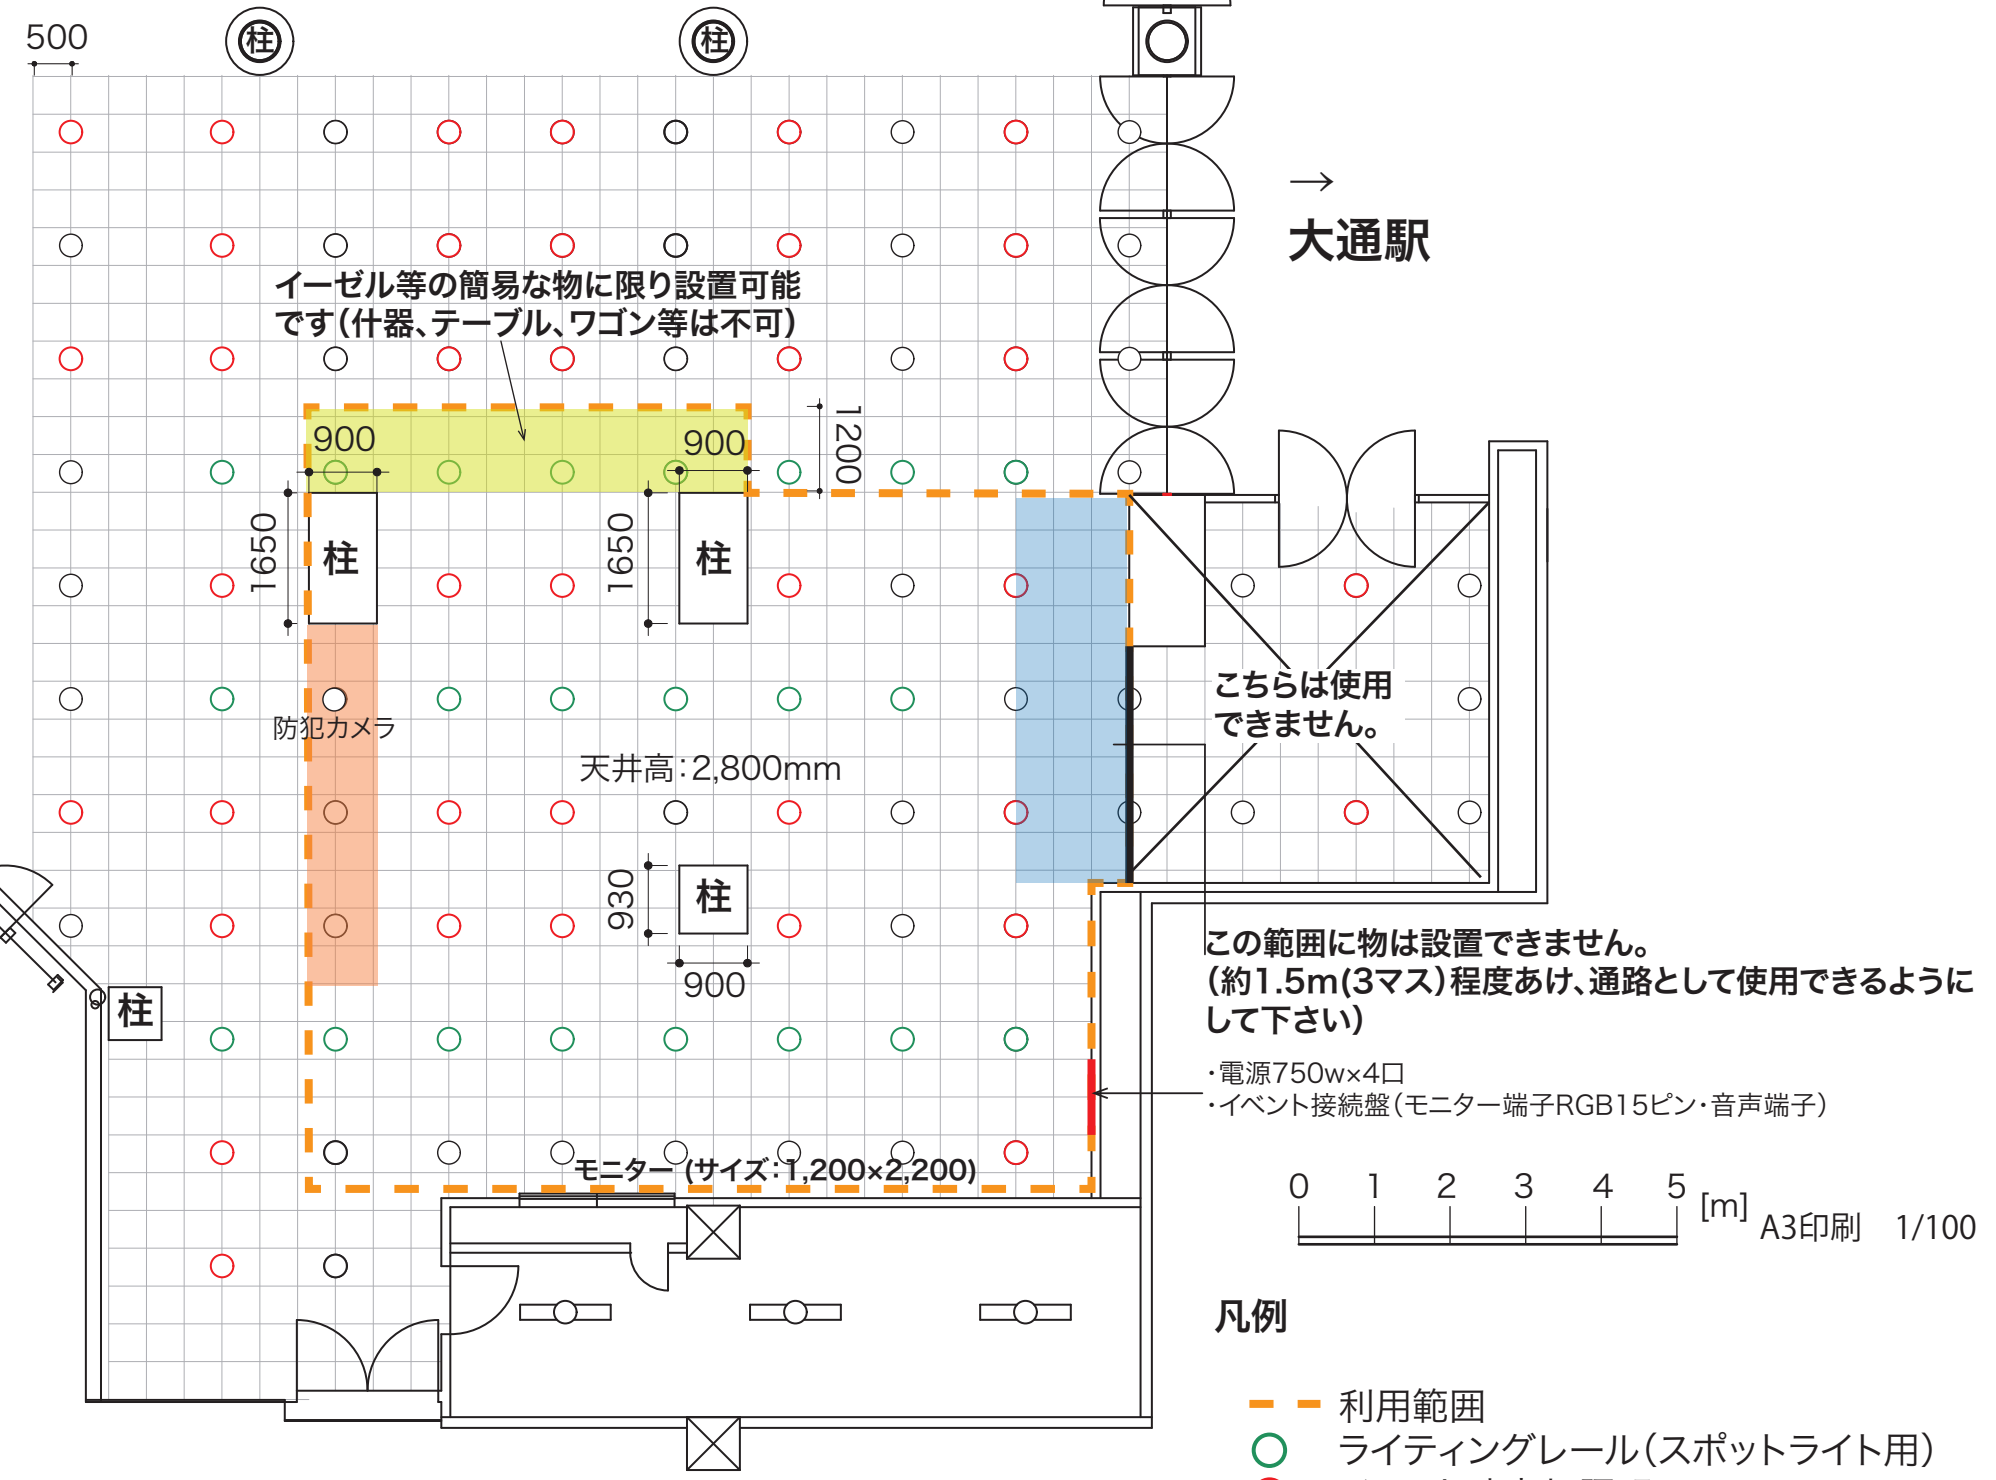 500
柱
柱
→
大通駅
イーゼル等の簡易な物に限り設置可能
です(什器、テーブル、ワゴン等は不可)
900
900
1200
1650
柱
1650
柱
こちらは使用
できません。
防犯カメラ
天井高:2,800mm
930
柱
900
柱
この範囲に物は設置できません。
(約1.5m(3マス)程度あけ、通路として使用できるように
して下さい)
・電源750w×4口
・イベント接続盤(モニター端子RGB15ピン・音声端子)
モニター (サイズ:1,200×2,200)
0 1 2 3 4 5 [m]
A3印刷 1/100
凡例
利用範囲
ライティングレール(スポットライト用)